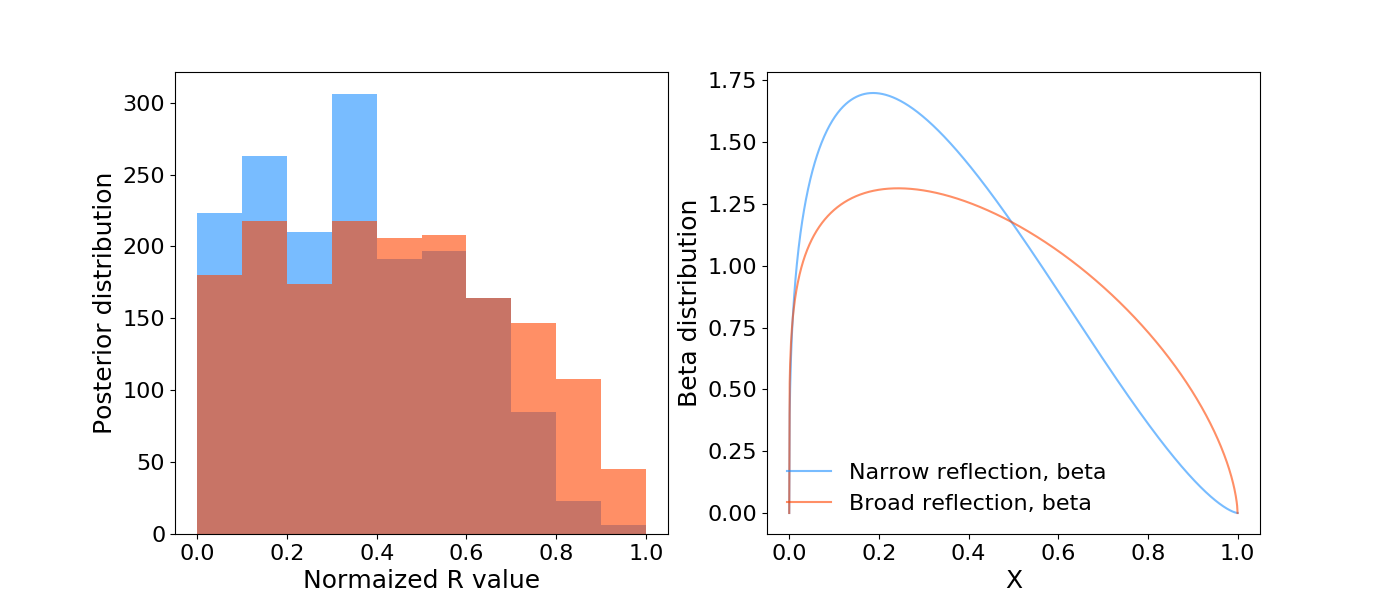 300
250
200
150
100
50
0
Posterior distribution
0.0 0.2 0.4 0.6 0.8 1.0
Normaized R value
1.75
1.50
1.25
1.00
0.75
0.50
0.25
0.00
Beta distribution
Narrow reflection, beta
Broad reflection, beta
0.0 0.2 0.4 0.6 0.8 1.0
X